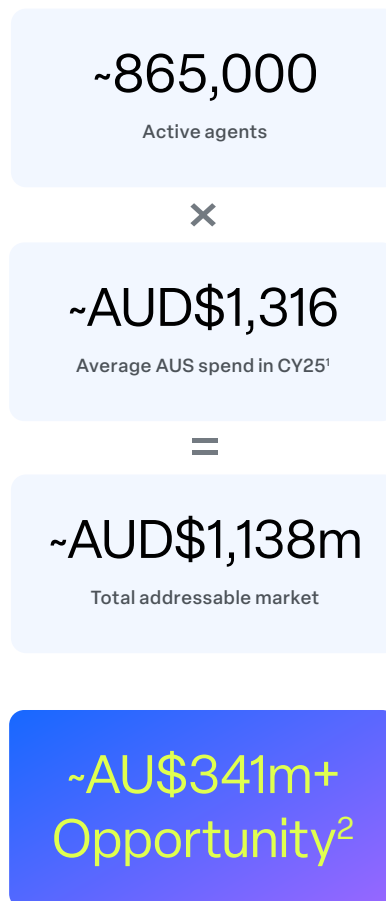 ~865,000
Active agents
×
~AUD$1,316
Average AUS spend in CY25¹
=
~AUD$1,138m
Total addressable market
~AU$341m+
Opportunity²